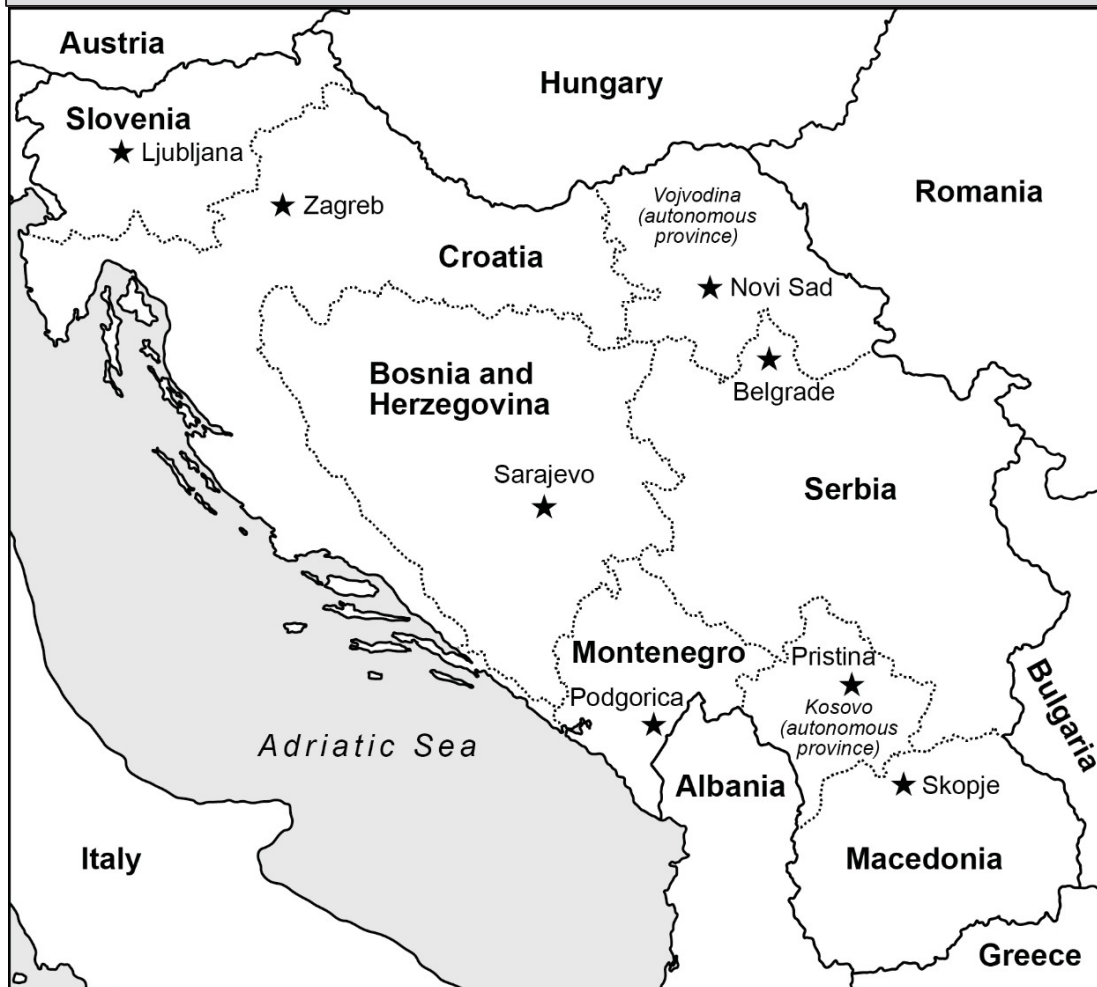 Austria
Hungary
Slovenia
Ljubljana
Romania
Vojvodina
(autonomous
province)
Zagreb
Croatia
Novi Sad
Bosnia and
Herzegovina
Belgrade
Sarajevo
Serbia
Montenegro
Pristina
Bulgaria
Podgorica
Kosovo
(autonomous
province)
Adriatic Sea
Albania
Skopje
Italy
Macedonia
Greece